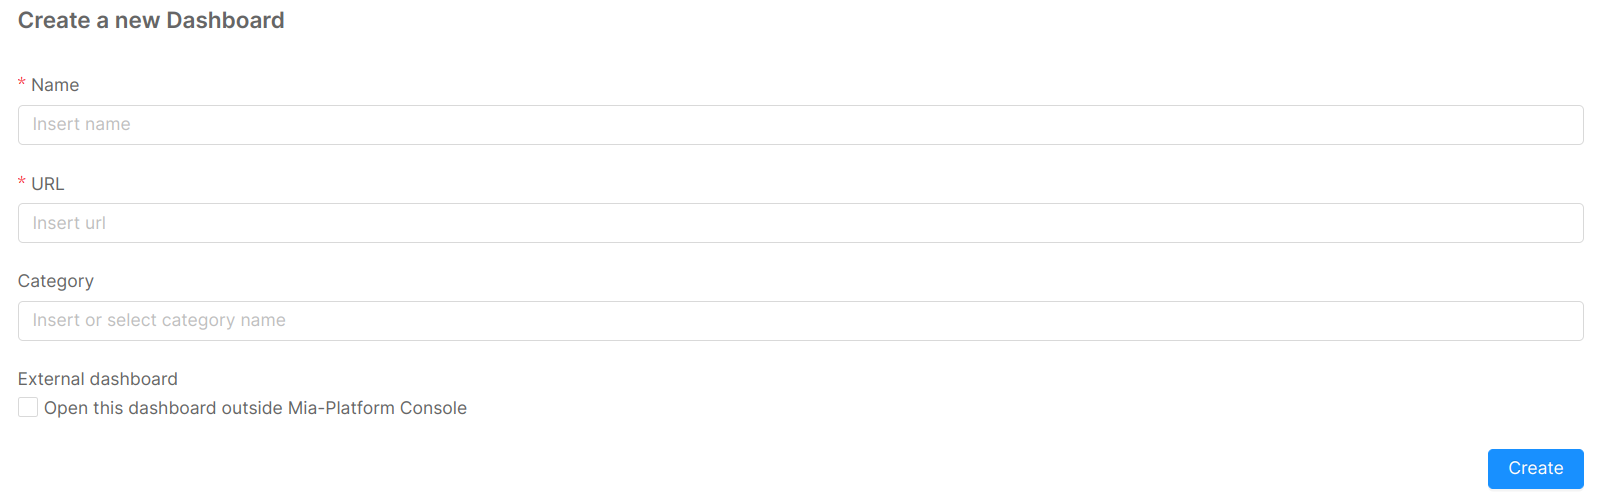 Create a new Dashboard
* Name
Insert name
* URL
Insert url
Category
Insert or select category name
External dashboard
Open this dashboard outside Mia-Platform Console
Create